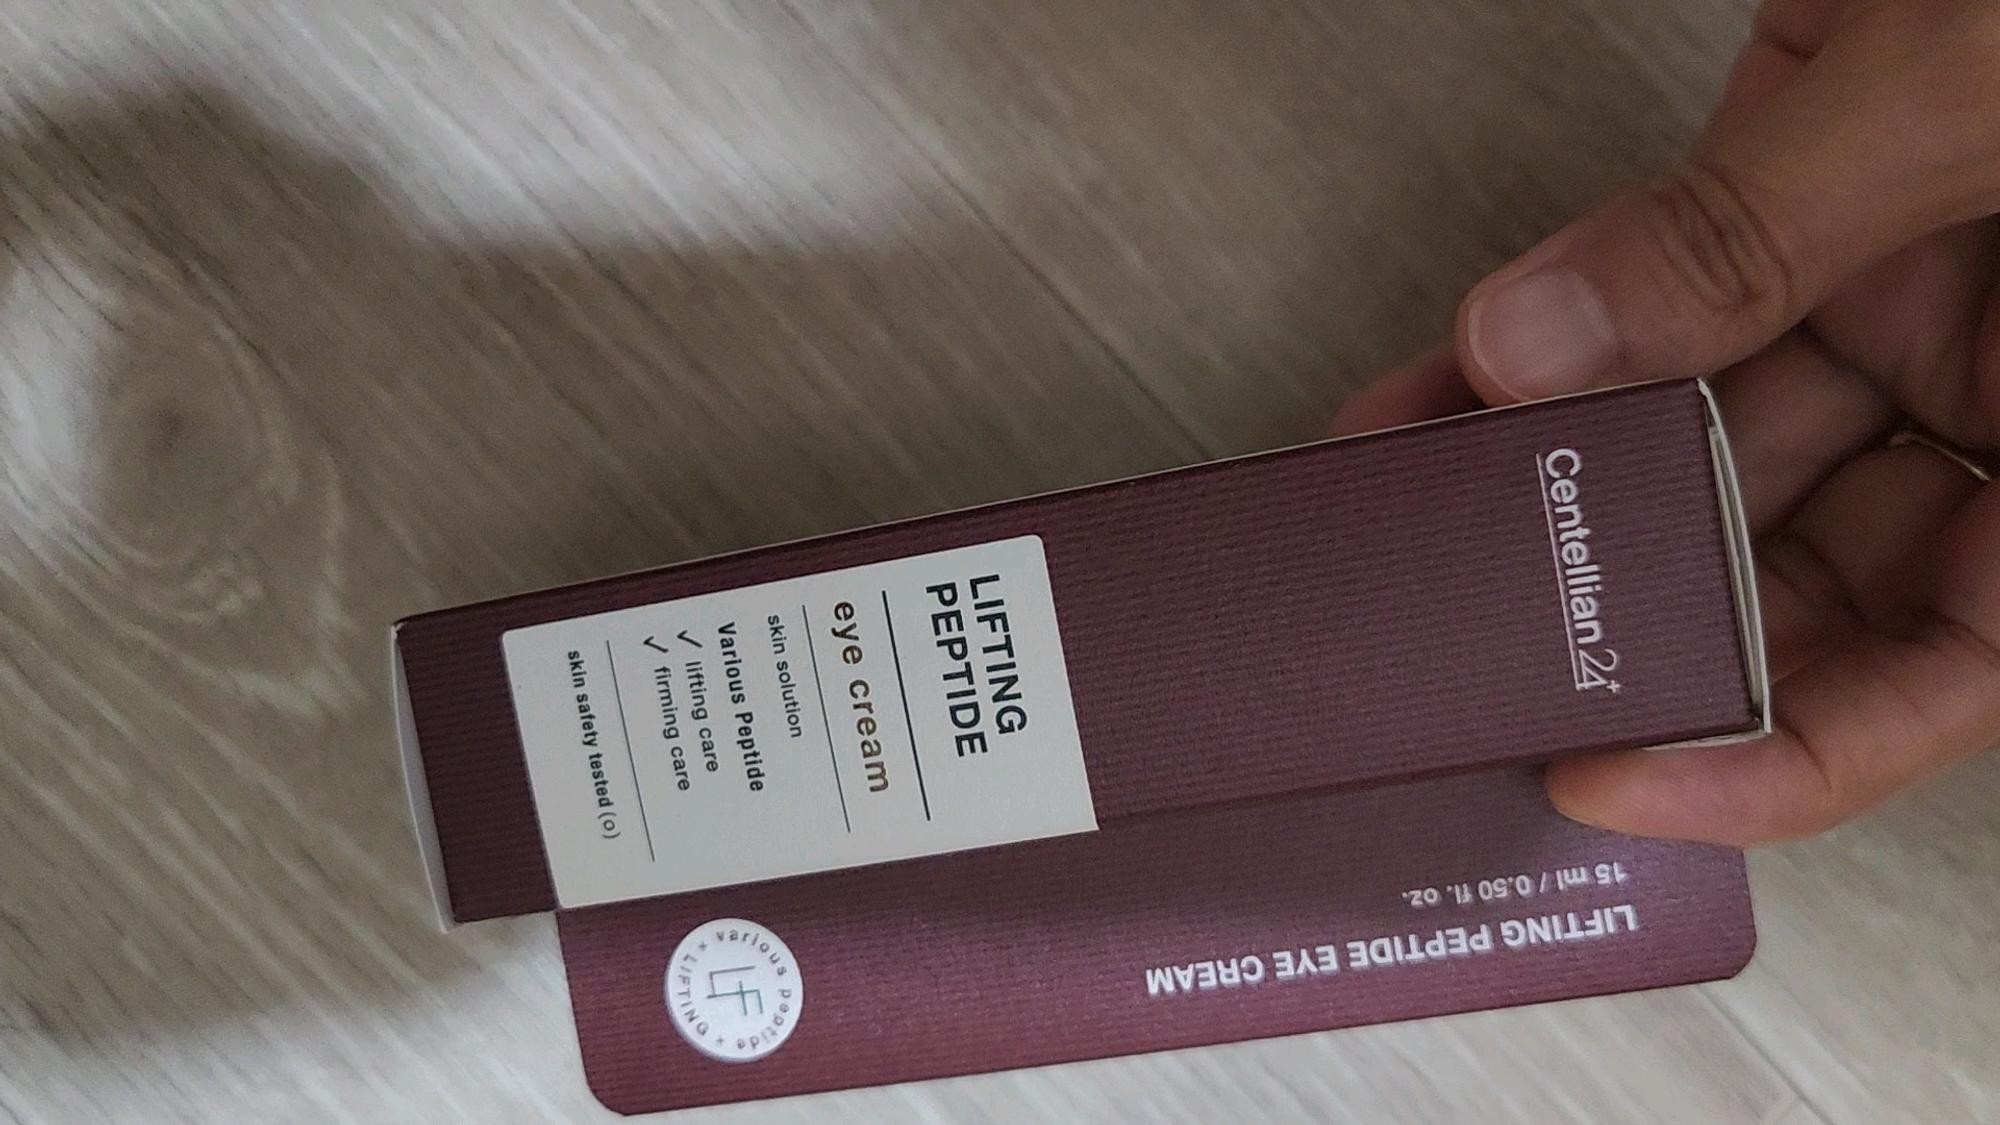 Centellian24+
LIFTING
PEPTIDE
eye cream
skin solution
Various Peptide
✓ lifting care
✓ firming care
skin safety tested (o)
LIFTING PEPTIDE EYE CREAM
15 ml / 0.50 fl. oz.
various peptide + LIFTING +
LF